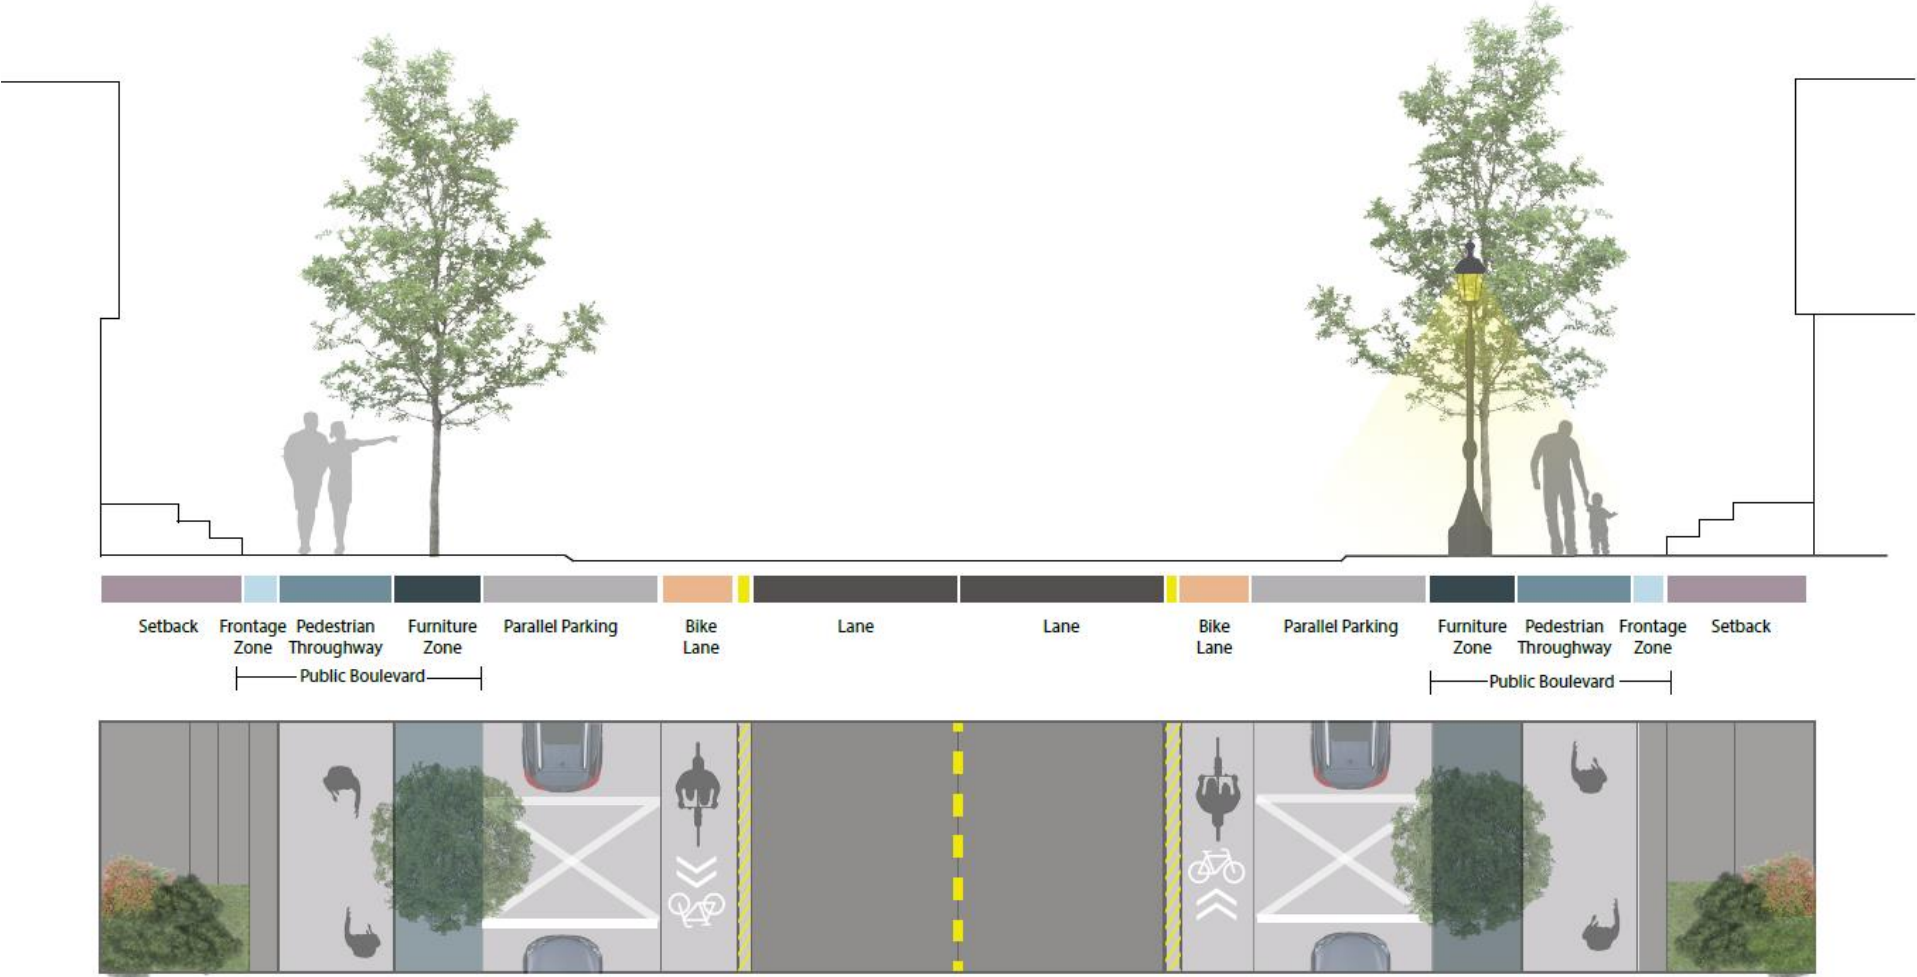 Setback Frontage Pedestrian Furniture Parallel Parking Bike Lane Lane Bike Parallel Parking Furniture Pedestrian Frontage Setback
Zone Throughway Zone Lane Lane Zone Throughway Zone
Public Boulevard Public Boulevard